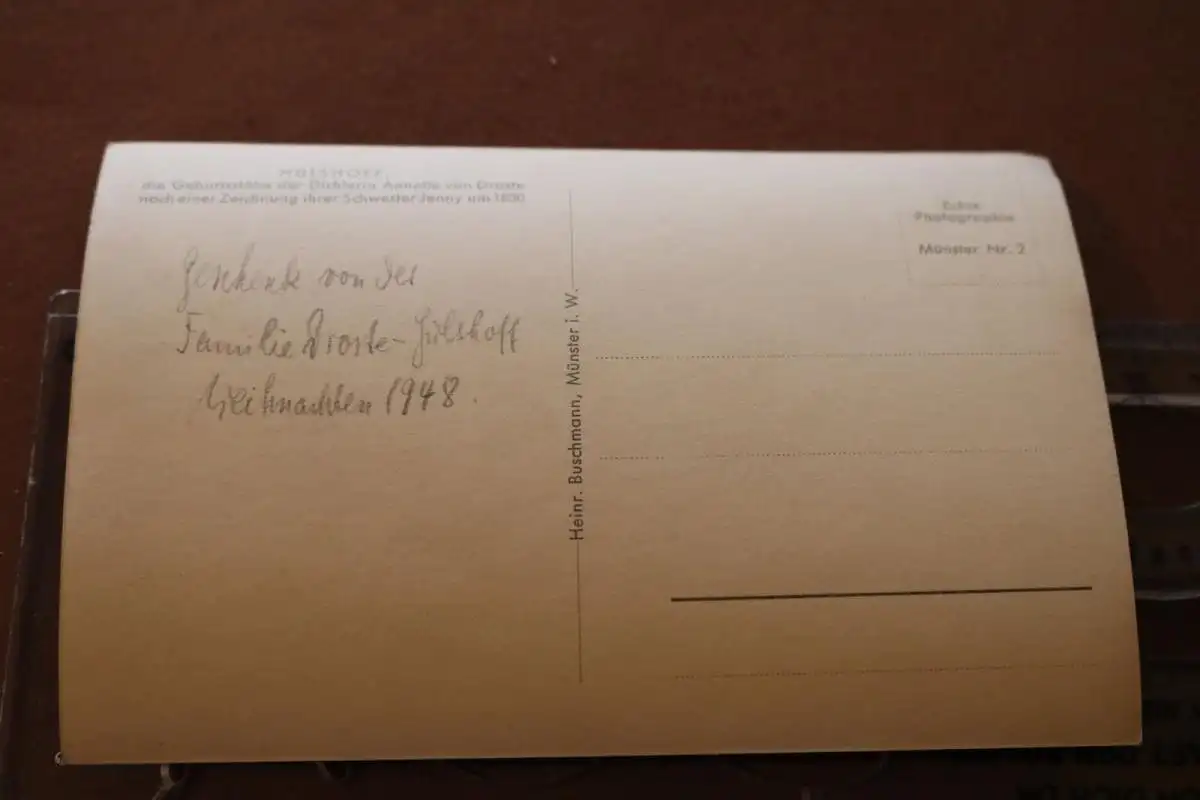 HÜLSHOFF,
die Geburtsstätte der Dichterin Annette von Droste
nach einer Zeichnung ihrer Schwester Jenny um 1820
Geschenk von der
Familie Droste-Hülshoff
Weihnachten 1948.
Heinr. Buschmann, Münster i. W.
Echte
Photographie
Münster Nr. 2